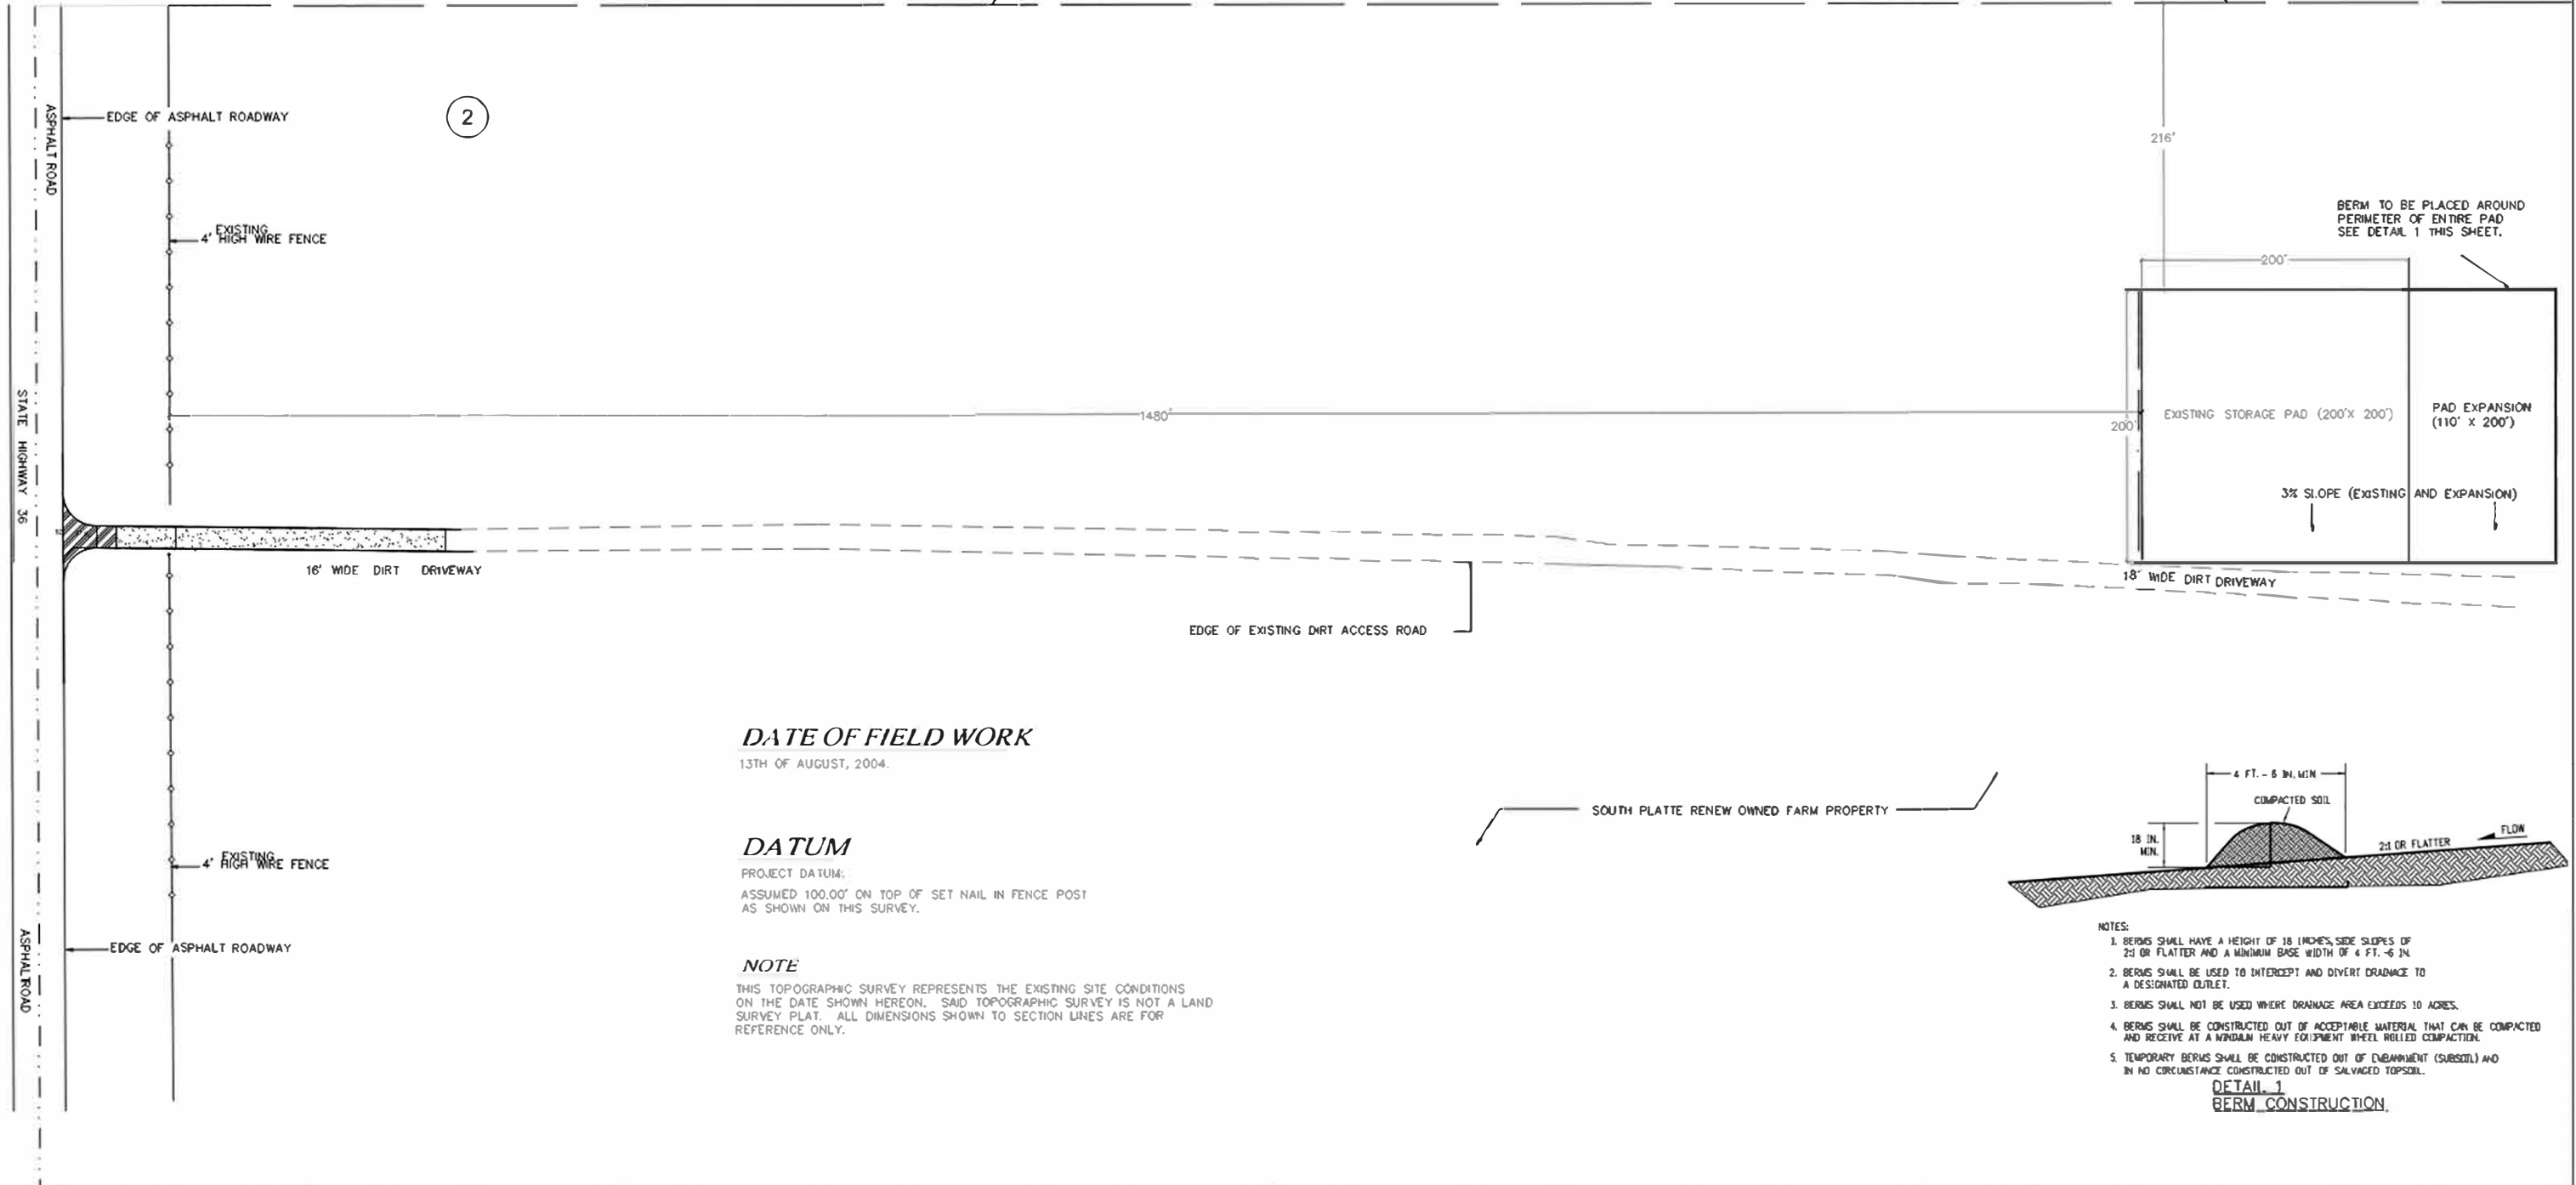 ASPHALT ROAD
EDGE OF ASPHALT ROADWAY
2
216'
EXISTING
4' HIGH WIRE FENCE
BERM TO BE PLACED AROUND
PERIMETER OF ENTIRE PAD
SEE DETAIL 1 THIS SHEET.
200'
STATE HIGHWAY 36
1480'
200'
EXISTING STORAGE PAD (200'X 200')
PAD EXPANSION
(110' X 200')
3% SLOPE (EXISTING AND EXPANSION)
16' WIDE DIRT DRIVEWAY
18' WIDE DIRT DRIVEWAY
EDGE OF EXISTING DIRT ACCESS ROAD
DATE OF FIELD WORK
13TH OF AUGUST, 2004.
SOUTH PLATTE RENEW OWNED FARM PROPERTY
DATUM
PROJECT DATUM:
ASSUMED 100.00' ON TOP OF SET NAIL IN FENCE POST
AS SHOWN ON THIS SURVEY.
EXISTING
4' HIGH WIRE FENCE
EDGE OF ASPHALT ROADWAY
ASPHALT ROAD
NOTE
THIS TOPOGRAPHIC SURVEY REPRESENTS THE EXISTING SITE CONDITIONS
ON THE DATE SHOWN HEREON. SAID TOPOGRAPHIC SURVEY IS NOT A LAND
SURVEY PLAT. ALL DIMENSIONS SHOWN TO SECTION LINES ARE FOR
REFERENCE ONLY.
4 FT. - 6 IN. MIN
COMPACTED SOIL
18 IN.
MIN.
2:1 OR FLATTER
FLOW
NOTES:
1. BERMS SHALL HAVE A HEIGHT OF 18 INCHES, SIDE SLOPES OF
2:1 OR FLATTER AND A MINIMUM BASE WIDTH OF 4 FT. -6 IN.
2. BERMS SHALL BE USED TO INTERCEPT AND DIVERT DRAINAGE TO
A DESIGNATED OUTLET.
3. BERMS SHALL NOT BE USED WHERE DRAINAGE AREA EXCEEDS 10 ACRES.
4. BERMS SHALL BE CONSTRUCTED OUT OF ACCEPTABLE MATERIAL THAT CAN BE COMPACTED
AND RECEIVE AT A MINIMUM HEAVY EQUIPMENT WHEEL ROLLED COMPACTION.
5. TEMPORARY BERMS SHALL BE CONSTRUCTED OUT OF EMBANKMENT (SUBSOIL) AND
IN NO CIRCUMSTANCE CONSTRUCTED OUT OF SALVAGED TOPSOIL.
DETAIL 1
BERM CONSTRUCTION